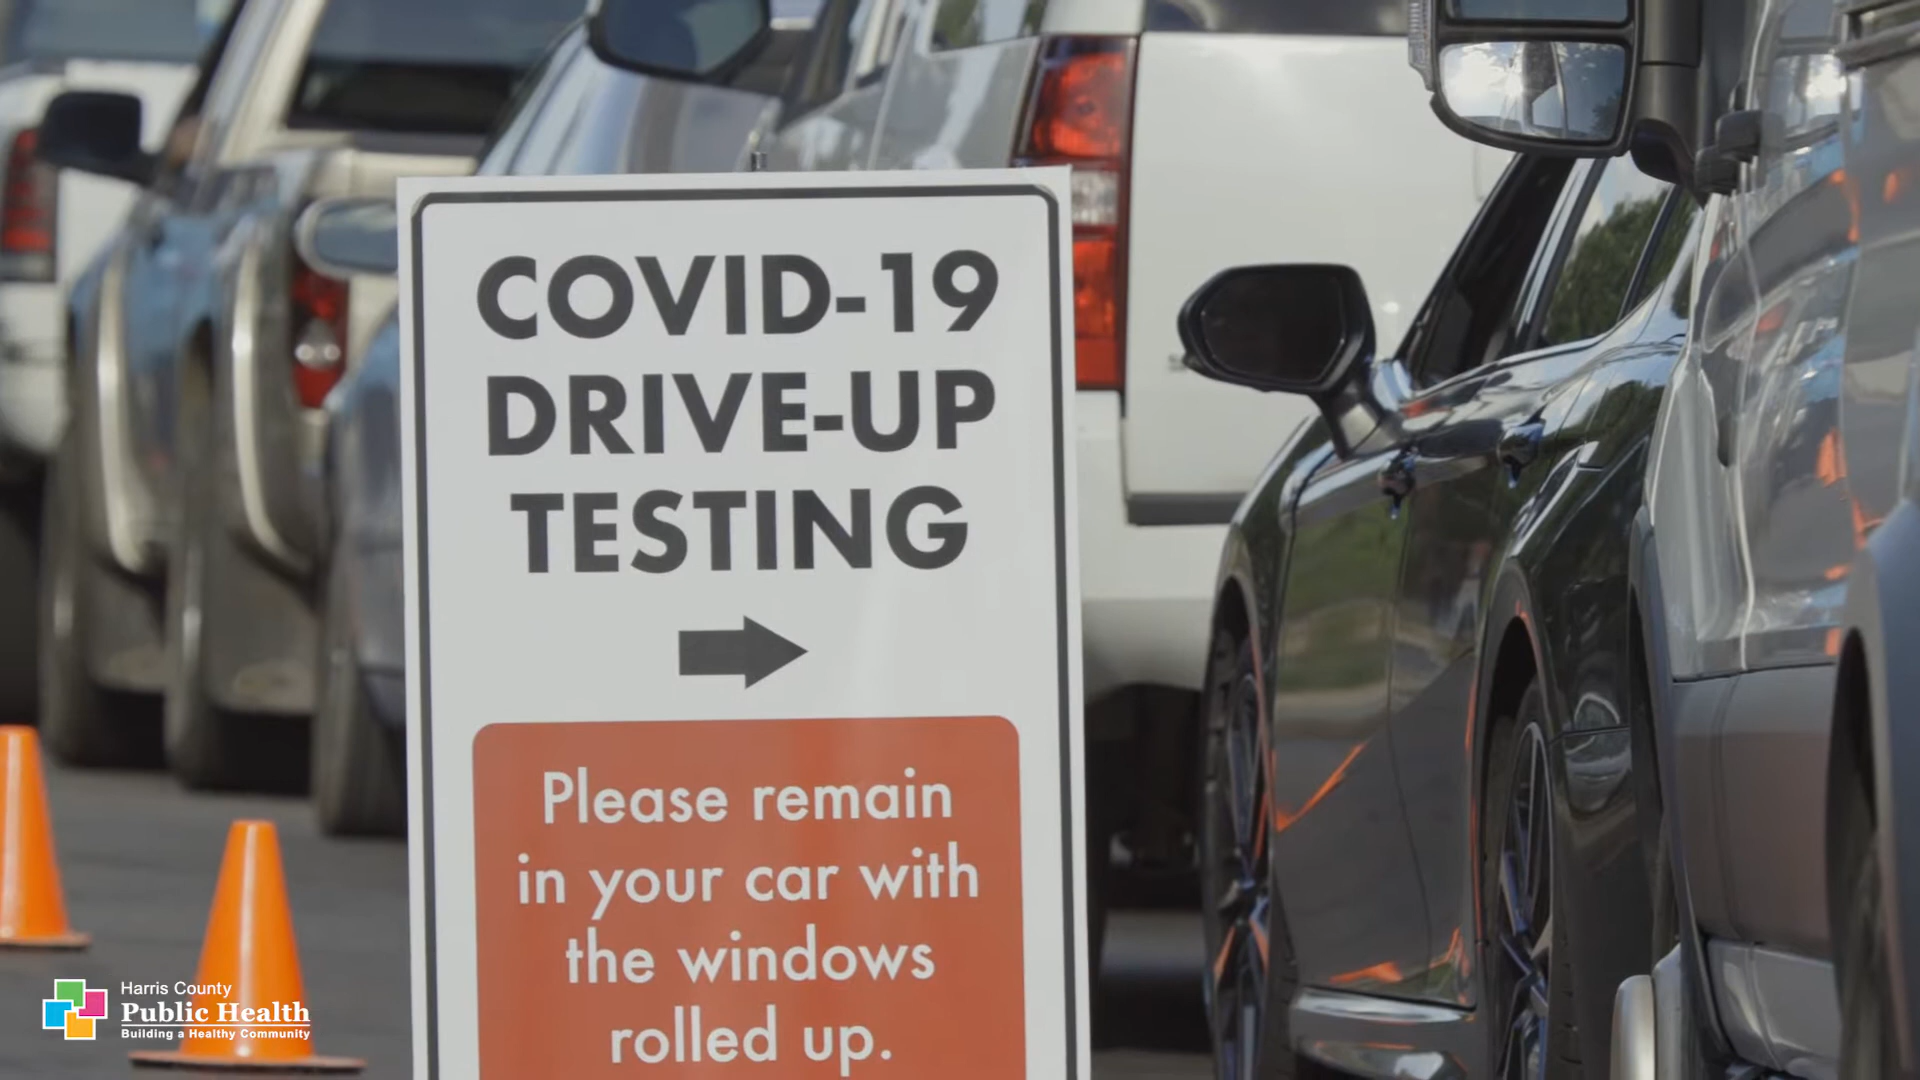 COVID-19
DRIVE-UP
TESTING
Please remain
in your car with
the windows
rolled up.
Harris County
Public Health
Building a Healthy Community